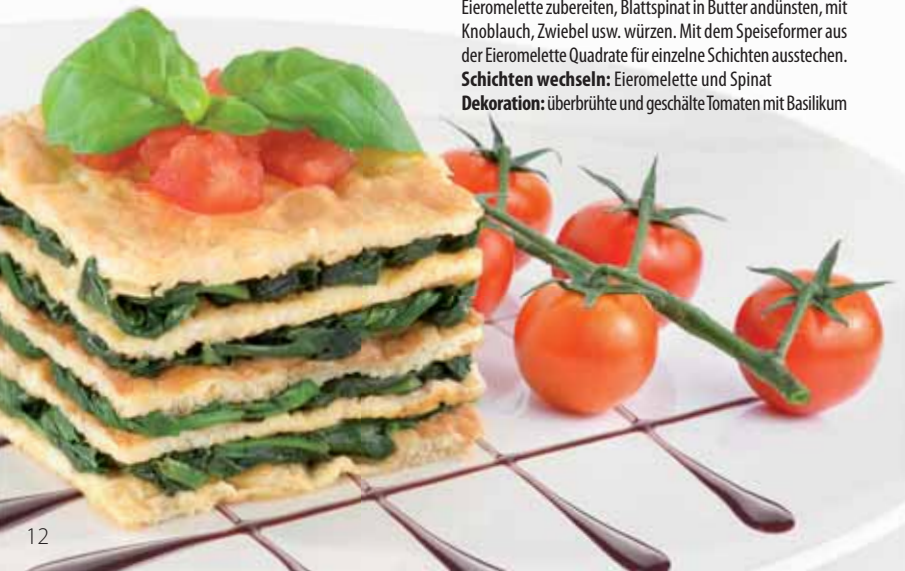 Eieromelette zubereiten, Blattspinat in Butter andünsten, mit
Knoblauch, Zwiebel usw. würzen. Mit dem Speiseformer aus
der Eieromelette Quadrate für einzelne Schichten ausstechen.
Schichten wechseln: Eieromelette und Spinat
Dekoration: überbrühte und geschälte Tomaten mit Basilikum
12